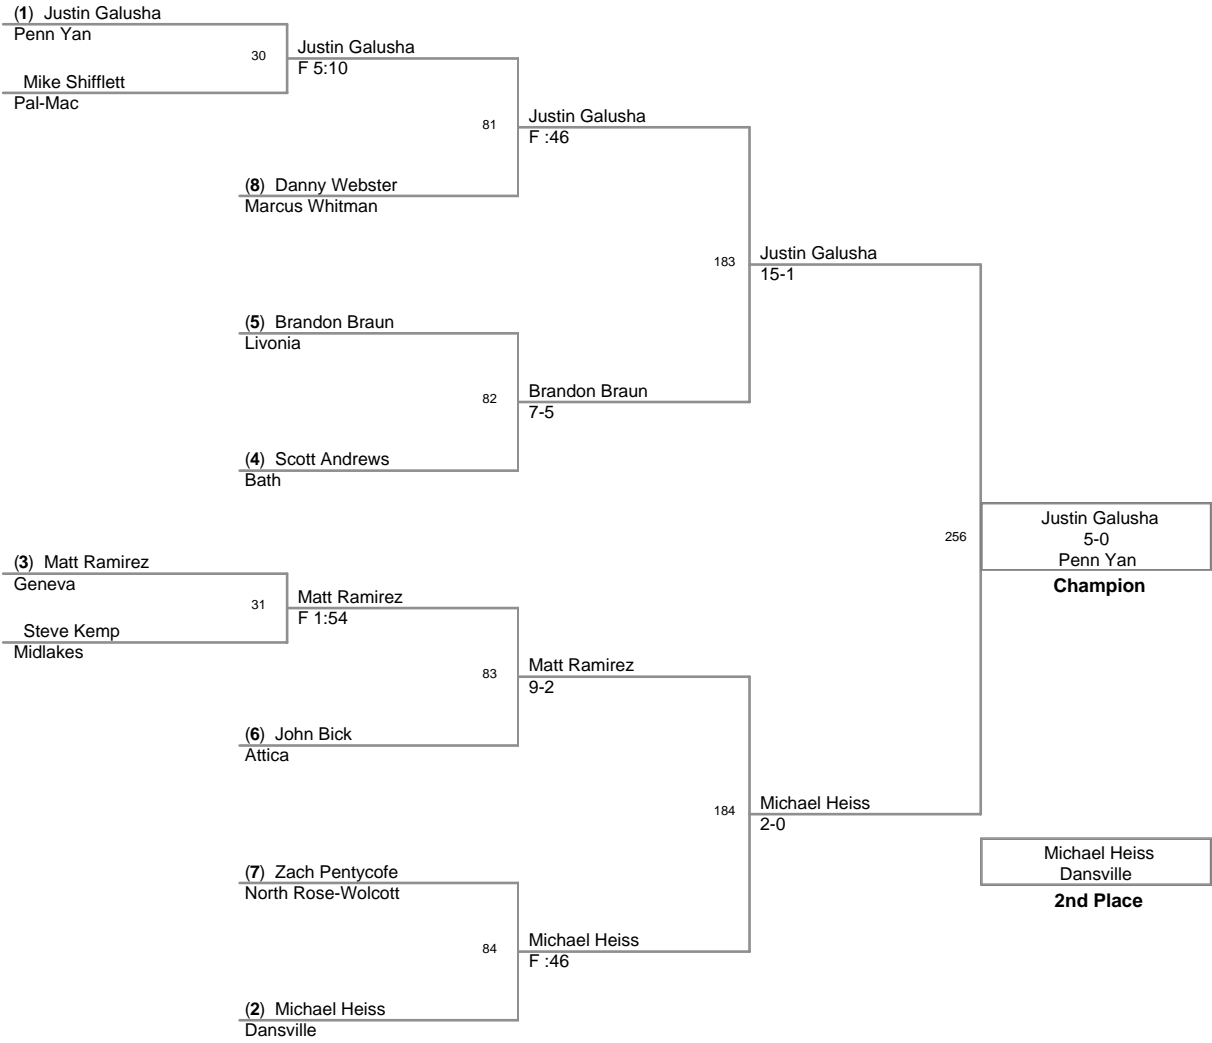 (1) Justin Galusha
Penn Yan
30
Justin Galusha
F 5:10
Mike Shifflett
Pal-Mac
81
Justin Galusha
F :46
(8) Danny Webster
Marcus Whitman
183
Justin Galusha
15-1
(5) Brandon Braun
Livonia
82
Brandon Braun
7-5
(4) Scott Andrews
Bath
256
Justin Galusha
5-0
Penn Yan
Champion
(3) Matt Ramirez
Geneva
31
Matt Ramirez
F 1:54
Steve Kemp
Midlakes
83
Matt Ramirez
9-2
(6) John Bick
Attica
184
Michael Heiss
2-0
(7) Zach Pentycofe
North Rose-Wolcott
84
Michael Heiss
F :46
(2) Michael Heiss
Dansville
Michael Heiss
Dansville
2nd Place